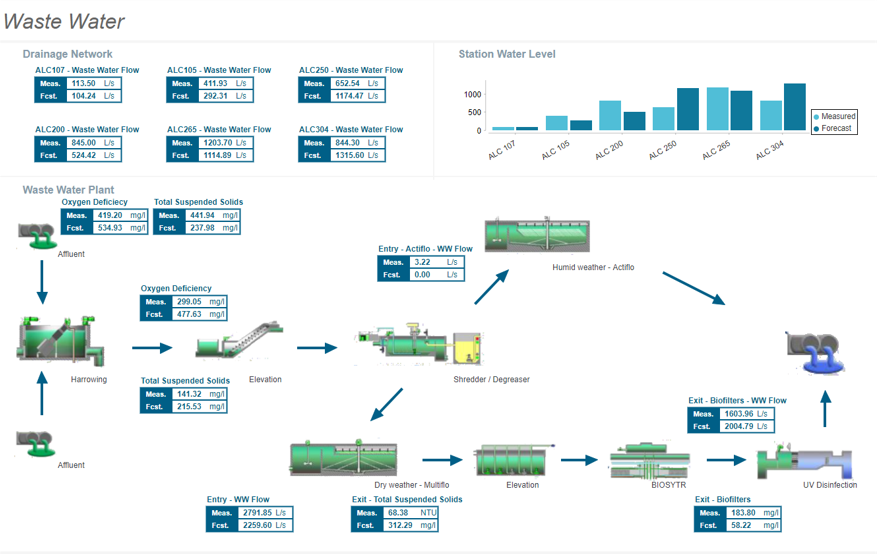 Waste Water
Drainage Network
ALC107 - Waste Water Flow
Meas. 113.50 L/s
Fcst. 104.24 L/s
ALC105 - Waste Water Flow
Meas. 411.93 L/s
Fcst. 292.31 L/s
ALC250 - Waste Water Flow
Meas. 652.54 L/s
Fcst. 1174.47 L/s
ALC200 - Waste Water Flow
Meas. 845.00 L/s
Fcst. 524.42 L/s
ALC265 - Waste Water Flow
Meas. 1203.70 L/s
Fcst. 1114.89 L/s
ALC304 - Waste Water Flow
Meas. 844.30 L/s
Fcst. 1315.60 L/s
Station Water Level
1000
500
0
ALC 107
ALC 105
ALC 200
ALC 250
ALC 265
ALC 304
Measured
Forecast
Waste Water Plant
Oxygen Deficiecy
Meas. 419.20 mg/l
Fcst. 534.93 mg/l
Total Suspended Solids
Meas. 441.94 mg/l
Fcst. 237.98 mg/l
Affluent
Entry - Actiflo - WW Flow
Meas. 3.22 L/s
Fcst. 0.00 L/s
Humid weather - Actiflo
Oxygen Deficiency
Meas. 299.05 mg/l
Fcst. 477.63 mg/l
Harrowing
Elevation
Shredder / Degreaser
Total Suspended Solids
Meas. 141.32 mg/l
Fcst. 215.53 mg/l
Exit - Biofilters - WW Flow
Meas. 1603.96 L/s
Fcst. 2004.79 L/s
Affluent
Dry weather - Multiflo
Elevation
BIOSYTR
UV Disinfection
Entry - WW Flow
Meas. 2791.85 L/s
Fcst. 2259.60 L/s
Exit - Total Suspended Solids
Meas. 68.38 NTU
Fcst. 312.29 mg/l
Exit - Biofilters
Meas. 183.80 mg/l
Fcst. 58.22 mg/l